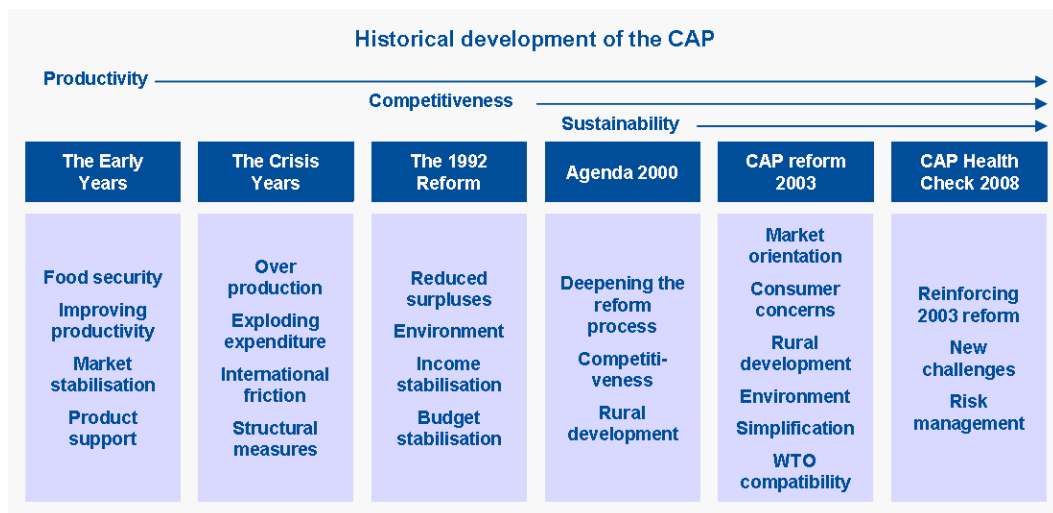 Historical development of the CAP
Productivity
Competitiveness
Sustainability
The Early
Years
The Crisis
Years
The 1992
Reform
Agenda 2000
CAP reform
2003
CAP Health
Check 2008
Food security
Improving
productivity
Market
stabilisation
Product
support
Over
production
Exploding
expenditure
International
friction
Structural
measures
Reduced
surpluses
Environment
Income
stabilisation
Budget
stabilisation
Deepening the
reform
process
Competiti-
veness
Rural
development
Market
orientation
Consumer
concerns
Rural
development
Environment
Simplification
WTO
compatibility
Reinforcing
2003 reform
New
challenges
Risk
management